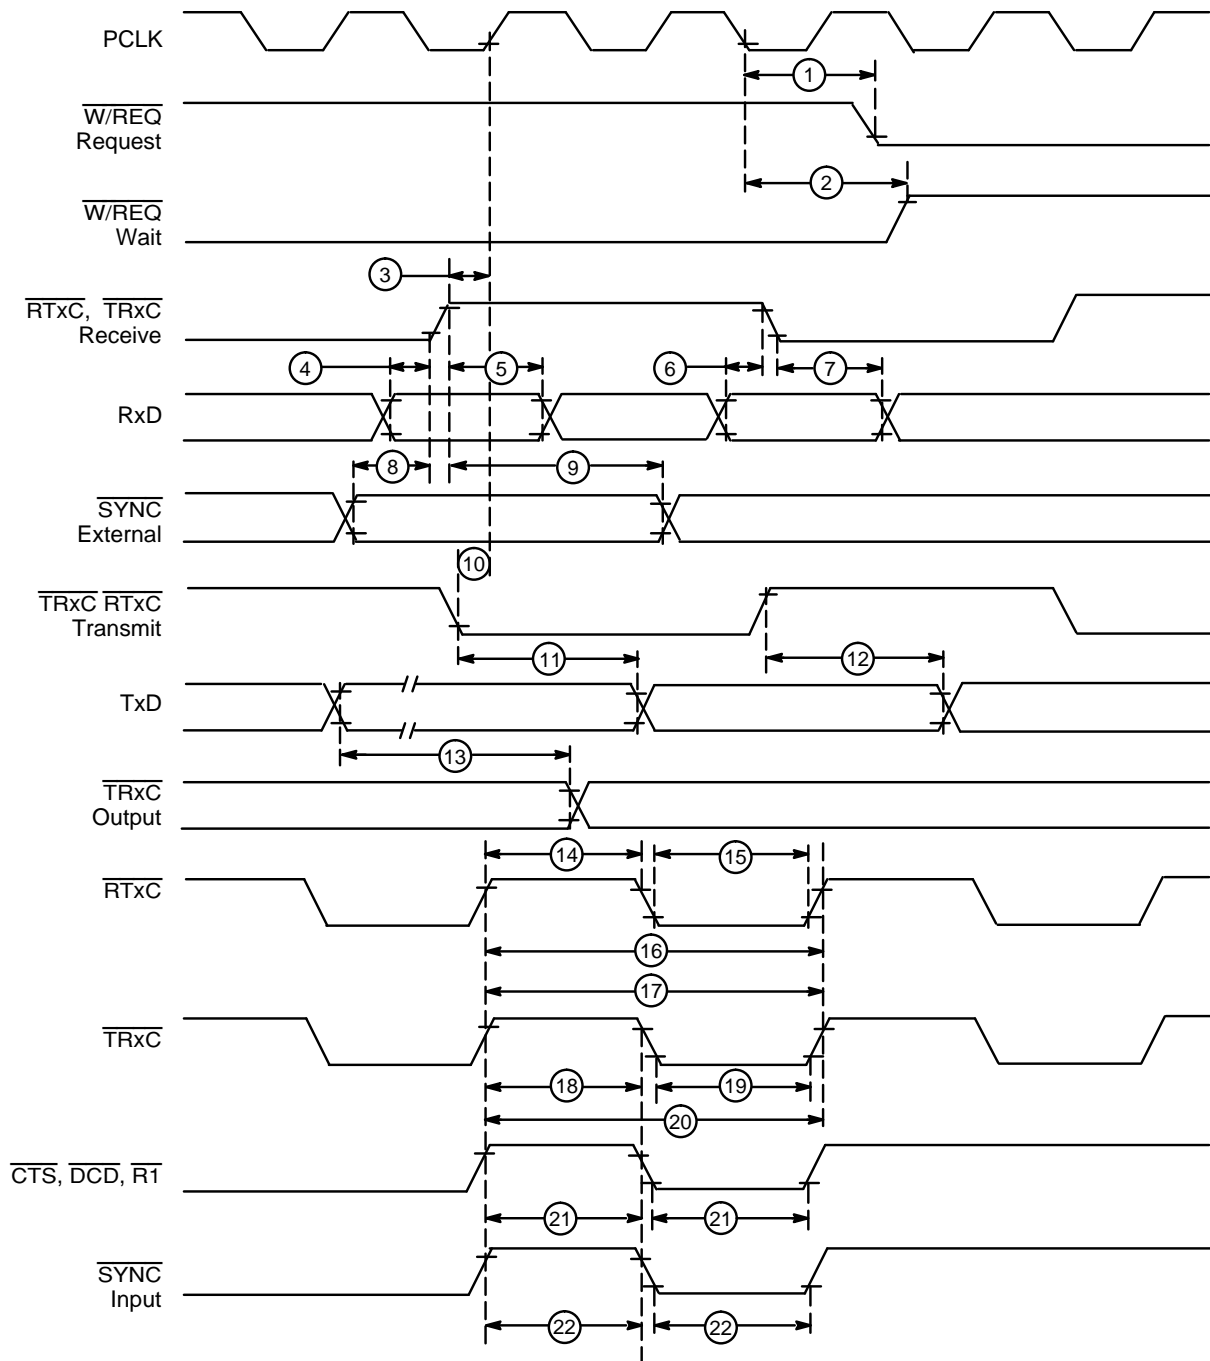 PCLK
1
W/REQ
Request
2
W/REQ
Wait
3
RTxC, TRxC
Receive
4
5
6
7
RxD
8
9
SYNC
External
10
TRxC RTxC
Transmit
11
12
TxD
13
TRxC
Output
14
15
RTxC
16
17
TRxC
18
19
20
CTS, DCD, R1
21
21
SYNC
Input
22
22